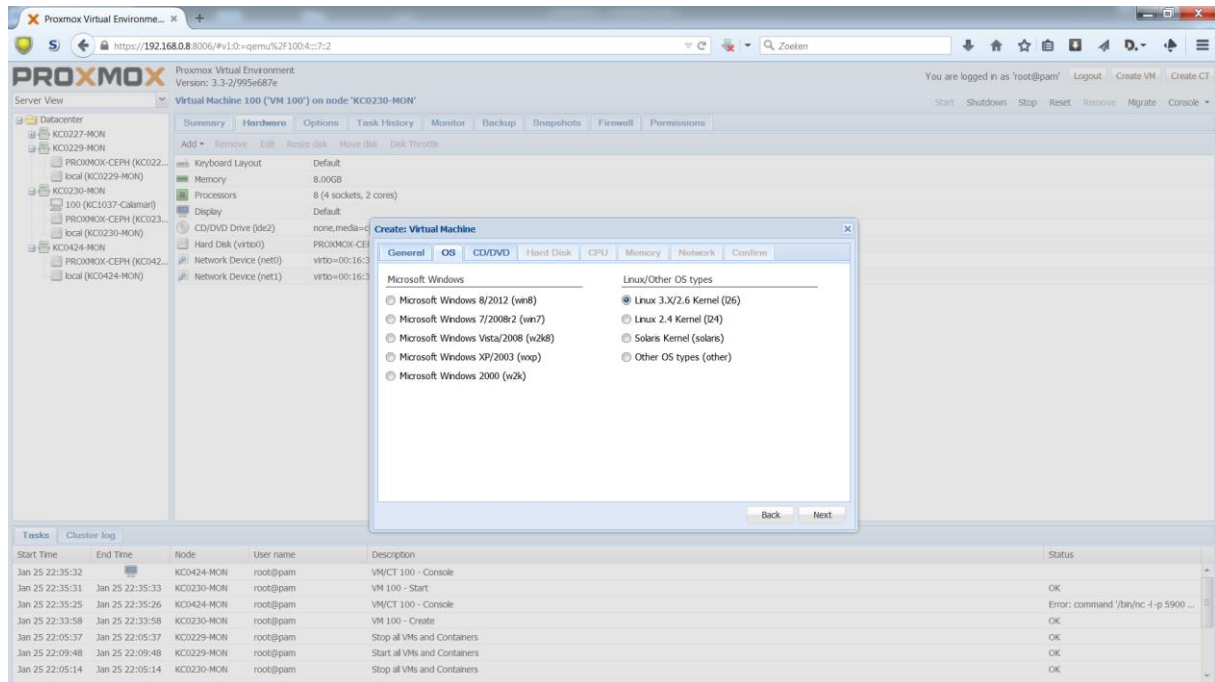 Proxmox Virtual Environme... ×
https://192.168.0.8:8006/#v1:0:=qemu%2F100:4::::7::2
Zoeken
PROXMOX
Proxmox Virtual Environment
Version: 3.3-2/995e687e
You are logged in as 'root@pam' Logout Create VM Create CT
Server View
Virtual Machine 100 ('VM 100') on node 'KC0230-MON'
Start Shutdown Stop Reset Remove Migrate Console
Datacenter
KC0227-MON
KC0229-MON
PROXMOX-CEPH (KC022...
local (KC0229-MON)
KC0230-MON
100 (KC1037-Calamari)
PROXMOX-CEPH (KC023...
local (KC0230-MON)
KC0424-MON
PROXMOX-CEPH (KC042...
local (KC0424-MON)
Summary Hardware Options Task History Monitor Backup Snapshots Firewall Permissions
Add Remove Edit Resize disk Move disk Disk Throttle
Keyboard Layout Default
Memory 8.00GB
Processors 8 (4 sockets, 2 cores)
Display Default
CD/DVD Drive (ide2) none,media=c
Hard Disk (virtio0) PROXMOX-CEI
Network Device (net0) virtio=00:16:3
Network Device (net1) virtio=00:16:3
Create: Virtual Machine
General OS CD/DVD Hard Disk CPU Memory Network Confirm
Microsoft Windows
Microsoft Windows 8/2012 (win8)
Microsoft Windows 7/2008r2 (win7)
Microsoft Windows Vista/2008 (w2k8)
Microsoft Windows XP/2003 (wxp)
Microsoft Windows 2000 (w2k)
Linux/Other OS types
Linux 3.X/2.6 Kernel (l26)
Linux 2.4 Kernel (l24)
Solaris Kernel (solaris)
Other OS types (other)
Back Next
Tasks Cluster log
Start Time End Time Node User name Description Status
Jan 25 22:35:32 KC0424-MON root@pam VM/CT 100 - Console
Jan 25 22:35:31 Jan 25 22:35:33 KC0230-MON root@pam VM 100 - Start OK
Jan 25 22:35:25 Jan 25 22:35:26 KC0424-MON root@pam VM/CT 100 - Console Error: command '/bin/nc -l -p 5900 ...
Jan 25 22:33:58 Jan 25 22:33:58 KC0230-MON root@pam VM 100 - Create OK
Jan 25 22:05:37 Jan 25 22:05:37 KC0229-MON root@pam Stop all VMs and Containers OK
Jan 25 22:09:48 Jan 25 22:09:48 KC0229-MON root@pam Start all VMs and Containers OK
Jan 25 22:05:14 Jan 25 22:05:14 KC0230-MON root@pam Stop all VMs and Containers OK